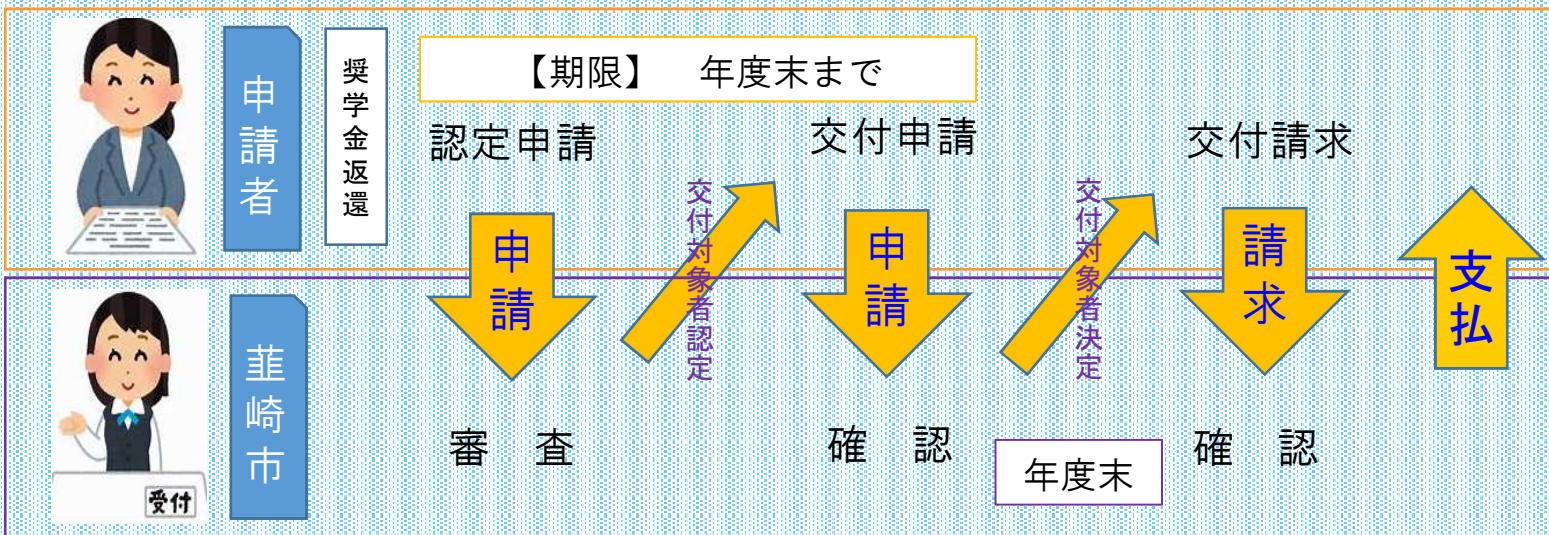 申請者
奨学金返還
【期限】　年度末まで
認定申請
交付申請
交付請求
申請
交付対象者認定
申請
交付対象者決定
請求
支払
韮崎市
受付
審　査
確　認
年度末
確　認